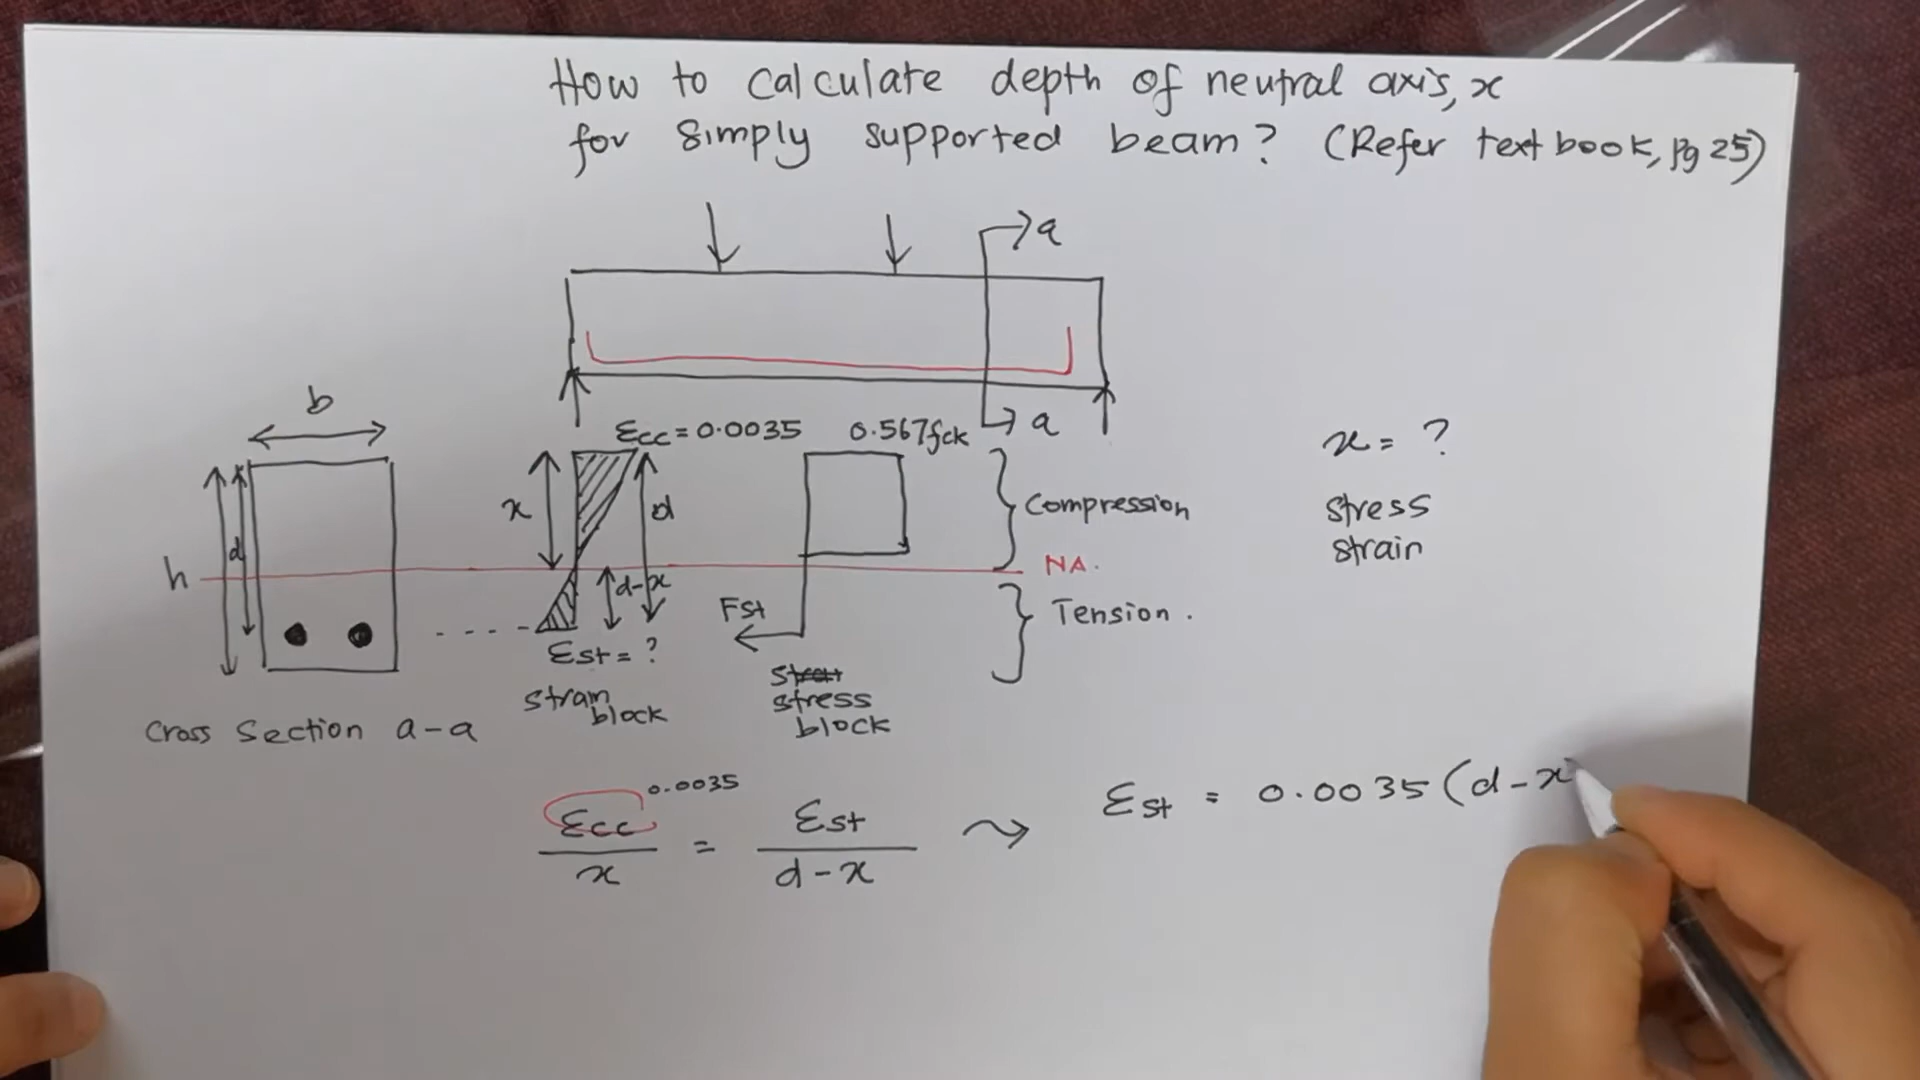 How to calculate depth of neutral axis, x
for simply supported beam? (Refer text book, pg 25)
a
a
b
εcc = 0.0035
0.567fck
x = ?
x
d
Compression
stress
strain
h
d
NA.
d-x
Fst
Tension.
εst = ?
stress
strain block
block
Cross Section a-a
εcc 0.0035 / x = εst / d-x
εst = 0.0035 (d-x